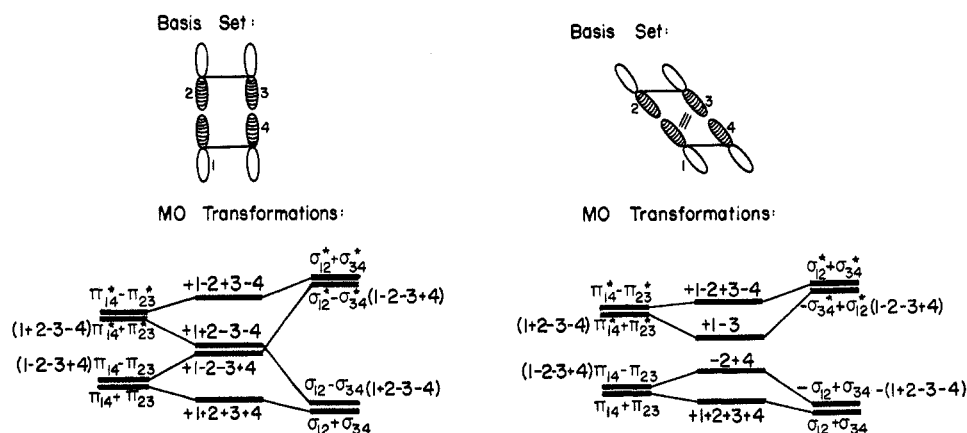 Basis Set:
2
3
4
1
MO Transformations:
σ*12+σ*34
σ*12-σ*34(1-2-3+4)
π*14-π*23
+1-2+3-4
(1+2-3-4)π*14+π*23
+1+2-3-4
(1-2-3+4)π14-π23
+1-2-3+4
π14+π23
+1+2+3+4
σ12-σ34(1+2-3-4)
σ12+σ34
Basis Set:
2
3
4
1
MO Transformations:
σ*12+σ*34
-σ*34+σ*12(1-2-3+4)
π*14-π*23
+1-2+3-4
(1+2-3-4)
π*14+π*23
+1-3
(1-2-3+4)π14-π23
-2+4
π14+π23
+1+2+3+4
-σ12+σ34-(1+2-3-4)
σ12+σ34